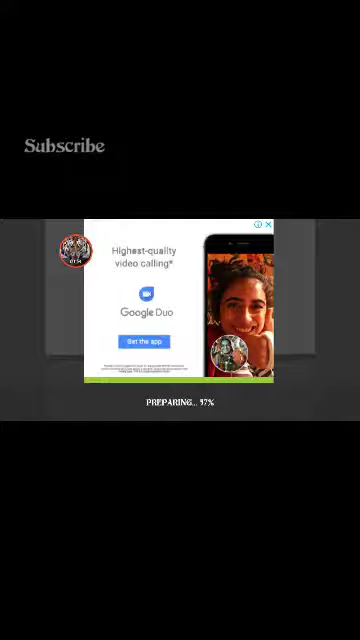 Subscribe
Highest-quality
video calling*
Google Duo
Get the app
PREPARING... 37%